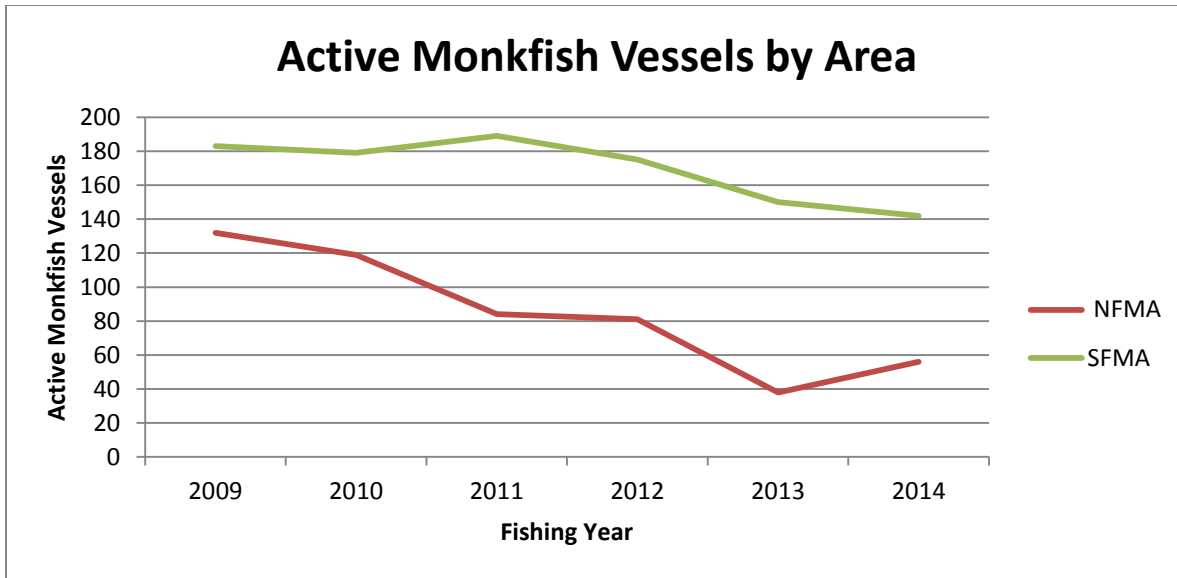 Active Monkfish Vessels by Area
Active Monkfish Vessels
200
180
160
140
120
100
80
60
40
20
0
2009 2010 2011 2012 2013 2014
Fishing Year
NFMA
SFMA